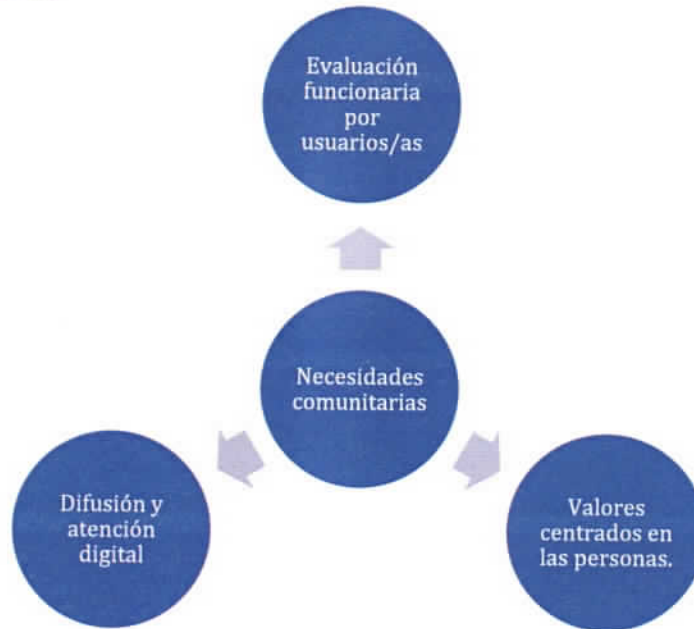 Evaluación
funcionaria
por
usuarios/as
Necesidades
comunitarias
Difusión y
atención
digital
Valores
centrados en
las personas.